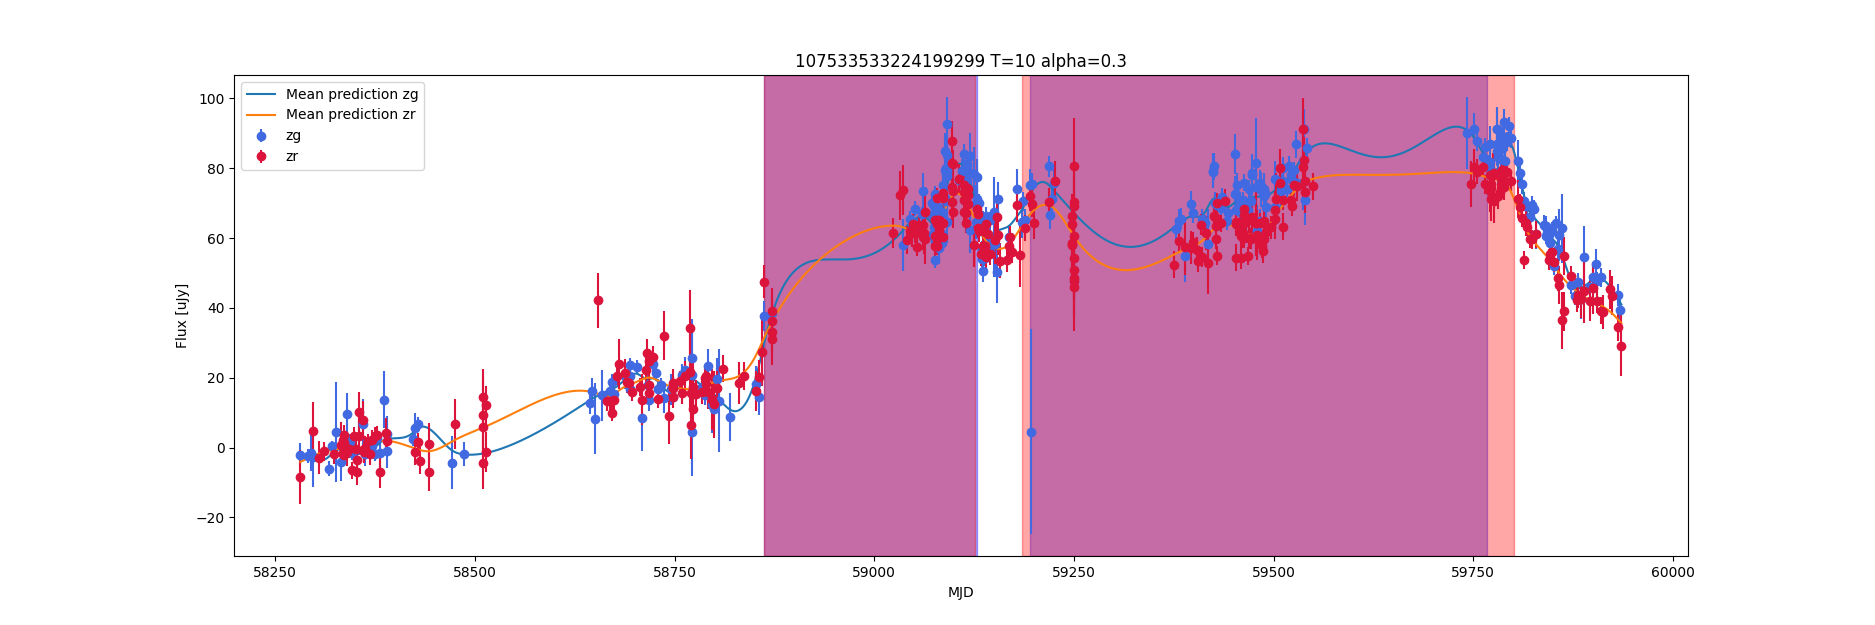 107533533224199299 T=10 alpha=0.3
Mean prediction zg
Mean prediction zr
zg
zr
100
80
60
40
20
0
−20
Flux [uJy]
58250 58500 58750 59000 59250 59500 59750 60000
MJD